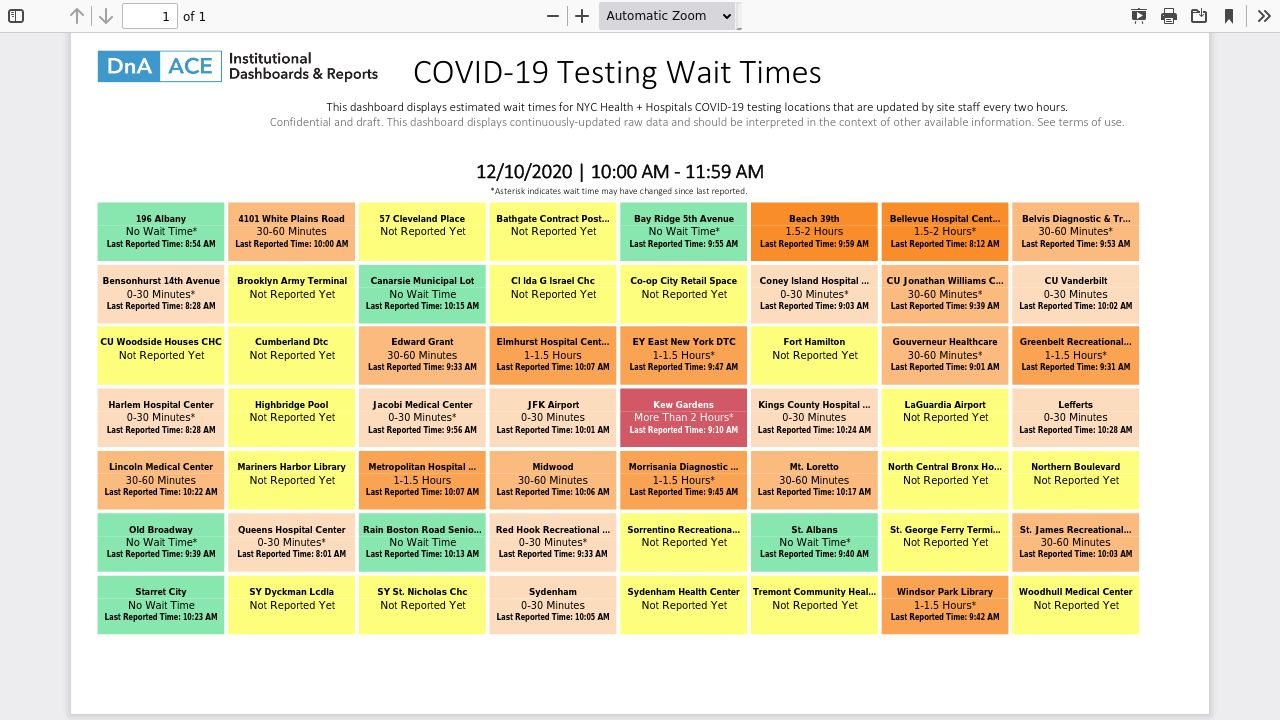 1 of 1 Automatic Zoom
DnA ACE Institutional
Dashboards & Reports
COVID-19 Testing Wait Times
This dashboard displays estimated wait times for NYC Health + Hospitals COVID-19 testing locations that are updated by site staff every two hours.
Confidential and draft. This dashboard displays continuously-updated raw data and should be interpreted in the context of other available information. See terms of use.
12/10/2020 | 10:00 AM - 11:59 AM
*Asterisk indicates wait time may have changed since last reported.
196 Albany
No Wait Time*
Last Reported Time: 8:54 AM
4101 White Plains Road
30-60 Minutes
Last Reported Time: 10:00 AM
57 Cleveland Place
Not Reported Yet
Bathgate Contract Post...
Not Reported Yet
Bay Ridge 5th Avenue
No Wait Time*
Last Reported Time: 9:55 AM
Beach 39th
1.5-2 Hours
Last Reported Time: 9:59 AM
Bellevue Hospital Cent...
1.5-2 Hours*
Last Reported Time: 8:12 AM
Belvis Diagnostic & Tr...
30-60 Minutes*
Last Reported Time: 9:53 AM
Bensonhurst 14th Avenue
0-30 Minutes*
Last Reported Time: 8:28 AM
Brooklyn Army Terminal
Not Reported Yet
Canarsie Municipal Lot
No Wait Time
Last Reported Time: 10:15 AM
Cl Ida G Israel Chc
Not Reported Yet
Co-op City Retail Space
Not Reported Yet
Coney Island Hospital ...
0-30 Minutes*
Last Reported Time: 9:03 AM
CU Jonathan Williams C...
30-60 Minutes*
Last Reported Time: 9:39 AM
CU Vanderbilt
0-30 Minutes
Last Reported Time: 10:02 AM
CU Woodside Houses CHC
Not Reported Yet
Cumberland Dtc
Not Reported Yet
Edward Grant
30-60 Minutes
Last Reported Time: 9:33 AM
Elmhurst Hospital Cent...
1-1.5 Hours
Last Reported Time: 10:07 AM
EY East New York DTC
1-1.5 Hours*
Last Reported Time: 9:47 AM
Fort Hamilton
Not Reported Yet
Gouverneur Healthcare
30-60 Minutes*
Last Reported Time: 9:01 AM
Greenbelt Recreational...
1-1.5 Hours*
Last Reported Time: 9:31 AM
Harlem Hospital Center
0-30 Minutes*
Last Reported Time: 8:28 AM
Highbridge Pool
Not Reported Yet
Jacobi Medical Center
0-30 Minutes*
Last Reported Time: 9:56 AM
JFK Airport
0-30 Minutes
Last Reported Time: 10:01 AM
Kew Gardens
More Than 2 Hours*
Last Reported Time: 9:10 AM
Kings County Hospital ...
0-30 Minutes
Last Reported Time: 10:24 AM
LaGuardia Airport
Not Reported Yet
Lefferts
0-30 Minutes
Last Reported Time: 10:28 AM
Lincoln Medical Center
30-60 Minutes
Last Reported Time: 10:22 AM
Mariners Harbor Library
Not Reported Yet
Metropolitan Hospital ...
1-1.5 Hours
Last Reported Time: 10:07 AM
Midwood
30-60 Minutes
Last Reported Time: 10:06 AM
Morrisania Diagnostic ...
1-1.5 Hours*
Last Reported Time: 9:45 AM
Mt. Loretto
30-60 Minutes
Last Reported Time: 10:17 AM
North Central Bronx Ho...
Not Reported Yet
Northern Boulevard
Not Reported Yet
Old Broadway
No Wait Time*
Last Reported Time: 9:39 AM
Queens Hospital Center
0-30 Minutes*
Last Reported Time: 8:01 AM
Rain Boston Road Senio...
No Wait Time
Last Reported Time: 10:13 AM
Red Hook Recreational ...
0-30 Minutes*
Last Reported Time: 9:33 AM
Sorrentino Recreationa...
Not Reported Yet
St. Albans
No Wait Time*
Last Reported Time: 9:40 AM
St. George Ferry Termi...
Not Reported Yet
St. James Recreational...
30-60 Minutes
Last Reported Time: 10:03 AM
Starret City
No Wait Time
Last Reported Time: 10:23 AM
SY Dyckman Lcdla
Not Reported Yet
SY St. Nicholas Chc
Not Reported Yet
Sydenham
0-30 Minutes
Last Reported Time: 10:05 AM
Sydenham Health Center
Not Reported Yet
Tremont Community Heal...
Not Reported Yet
Windsor Park Library
1-1.5 Hours*
Last Reported Time: 9:42 AM
Woodhull Medical Center
Not Reported Yet